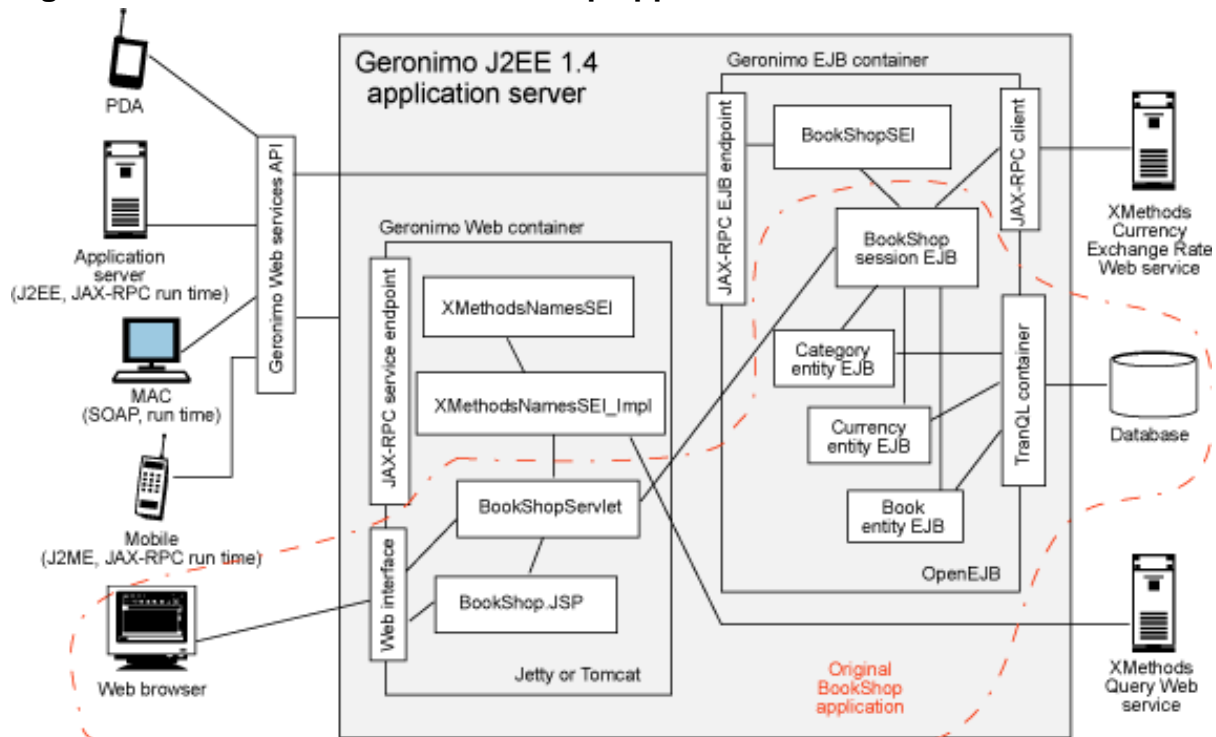 Geronimo J2EE 1.4
application server
PDA
Application
server
(J2EE, JAX-RPC run time)
MAC
(SOAP, run time)
Mobile
(J2ME, JAX-RPC run time)
Web browser
Geronimo Web services API
Geronimo Web container
JAX-RPC service endpoint
Web interface
XMethodsNamesSEI
XMethodsNamesSEI_Impl
BookShopServlet
BookShop.JSP
Jetty or Tomcat
Geronimo EJB container
JAX-RPC EJB endpoint
BookShopSEI
JAX-RPC client
BookShop
session EJB
Category
entity EJB
Currency
entity EJB
Book
entity EJB
TranQL container
OpenEJB
Original
BookShop
application
XMethods
Currency
Exchange Rate
Web service
Database
XMethods
Query Web
service